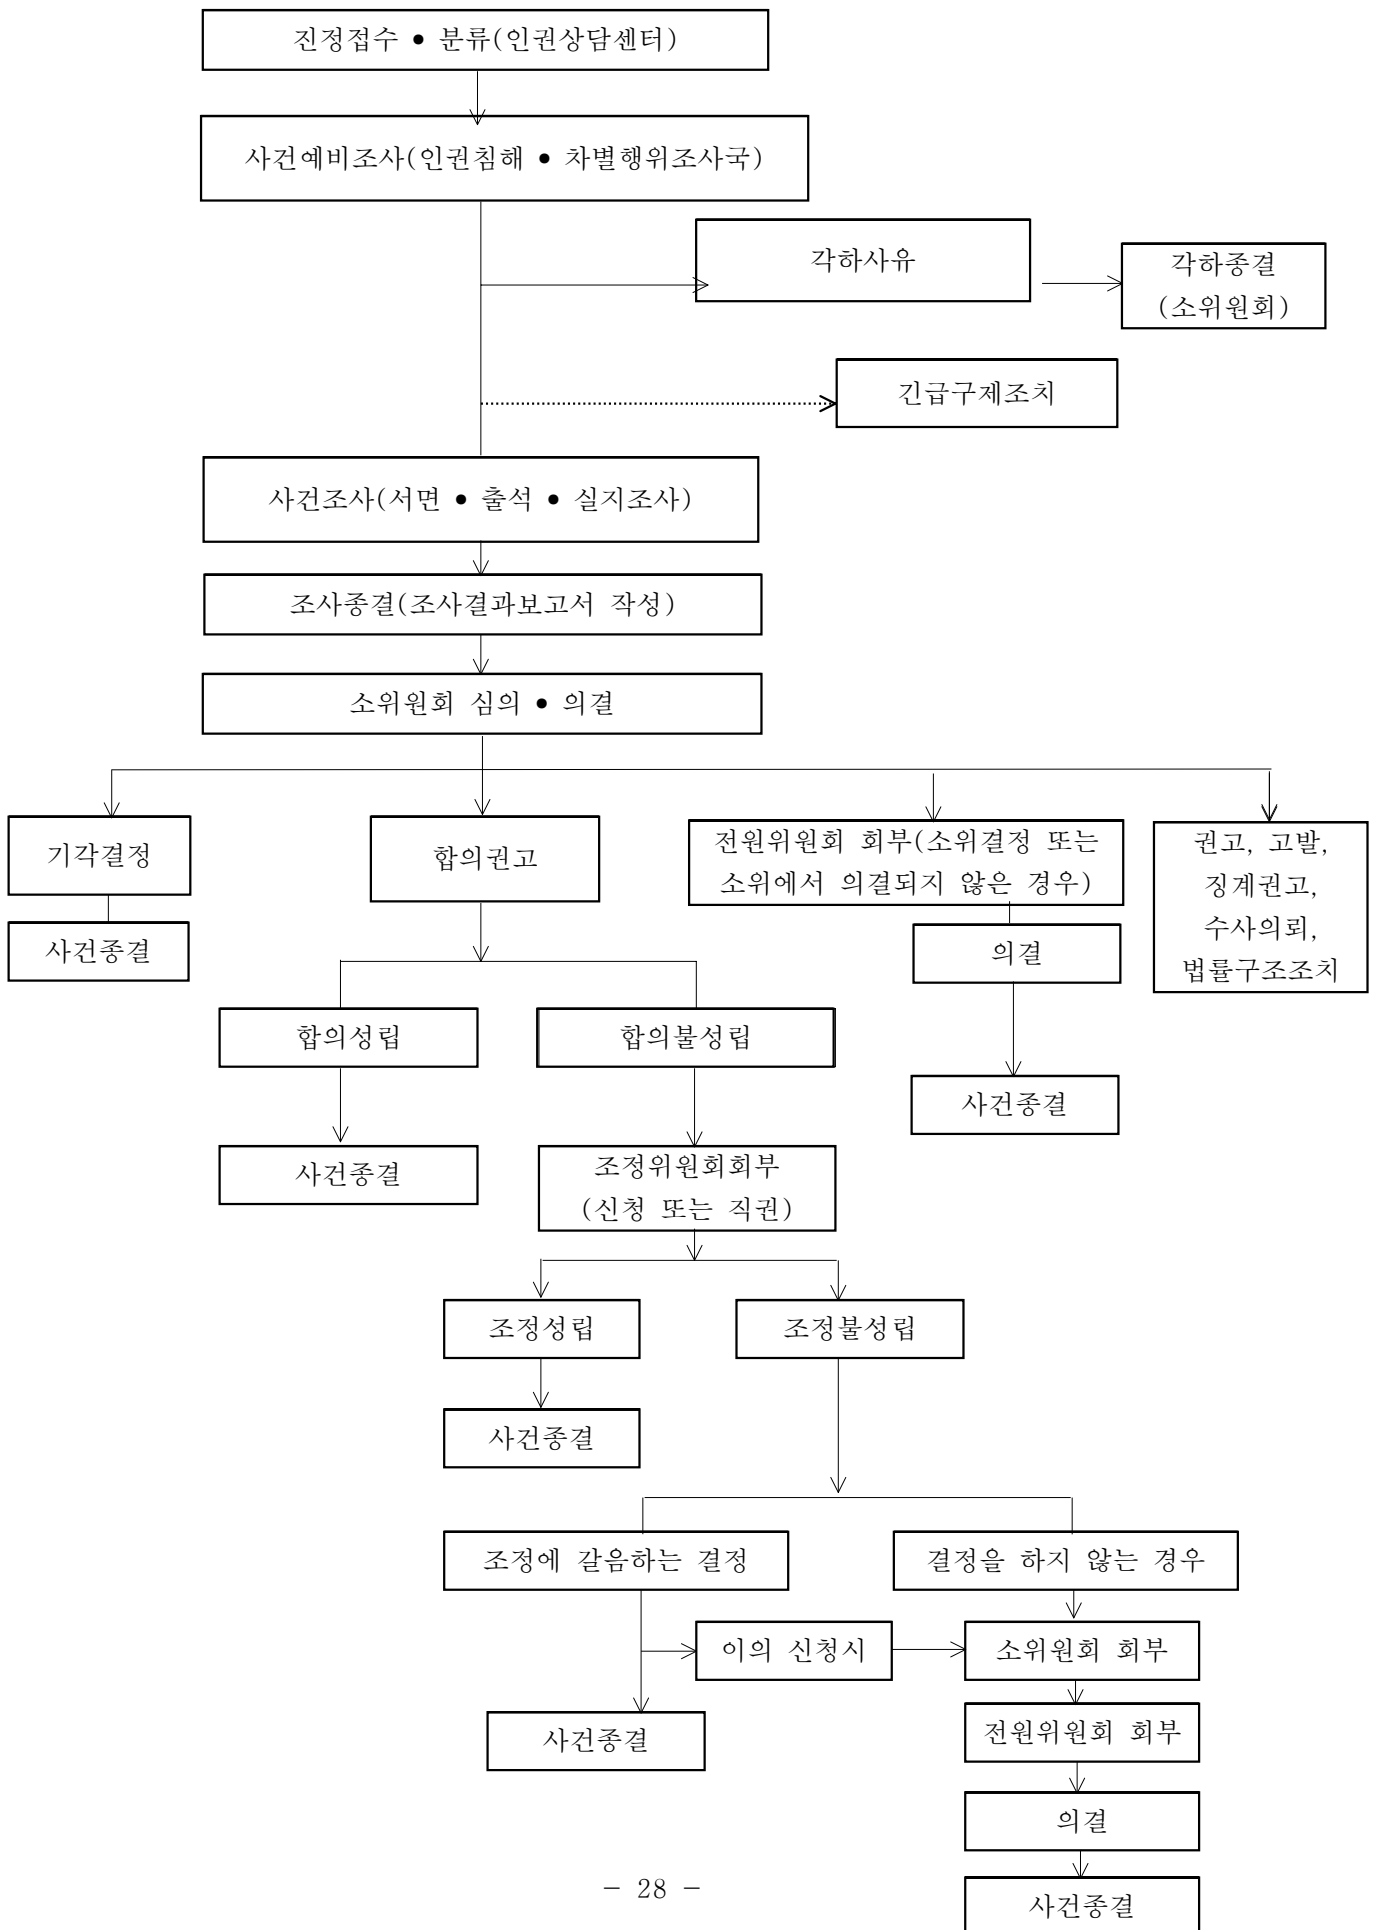 진정접수 • 분류(인권상담센터)
사건예비조사(인권침해 • 차별행위조사국)
각하사유
각하종결
(소위원회)
긴급구제조치
사건조사(서면 • 출석 • 실지조사)
조사종결(조사결과보고서 작성)
소위원회 심의 • 의결
기각결정
사건종결
합의권고
전원위원회 회부(소위결정 또는
소위에서 의결되지 않은 경우)
의결
권고, 고발,
징계권고,
수사의뢰,
법률구조조치
합의성립
합의불성립
사건종결
사건종결
조정위원회회부
(신청 또는 직권)
조정성립
조정불성립
사건종결
조정에 갈음하는 결정
결정을 하지 않는 경우
이의 신청시
소위원회 회부
사건종결
전원위원회 회부
의결
사건종결
- 28 -